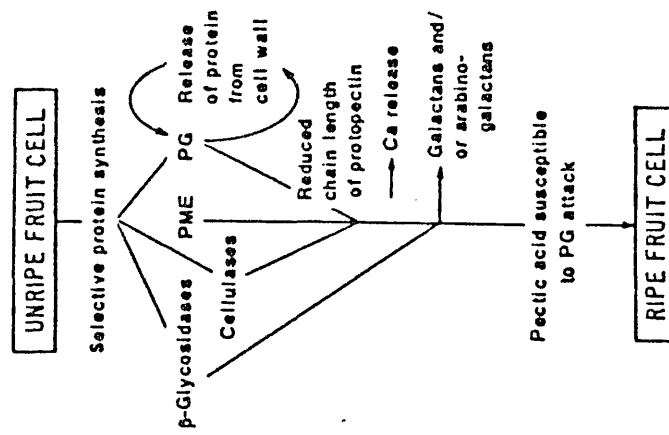 UNRIPE FRUIT CELL
Selective protein synthesis
β-Glycosidases
Cellulases
PME
PG
Release
of protein
from
cell wall
Reduced
chain length
of protopectin
Ca release
Galactans and/
or arabino-
galactans
Pectic acid susceptible
to PG attack
RIPE FRUIT CELL